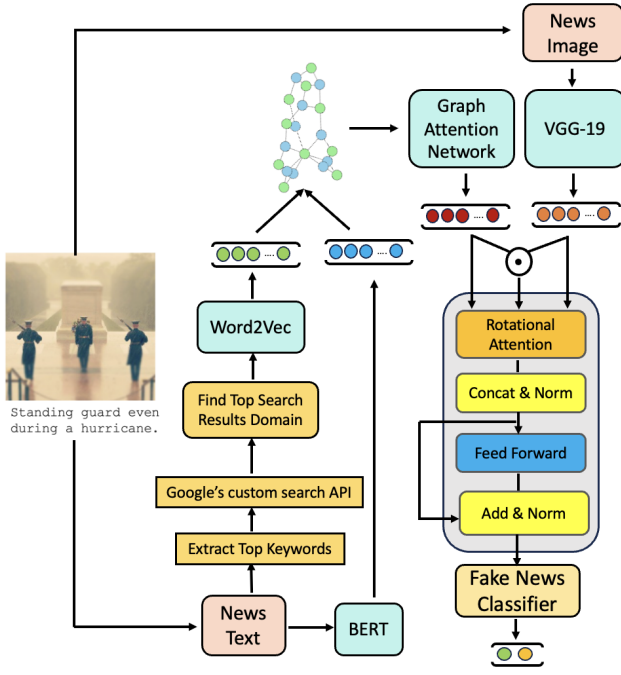 News
Image
Graph
Attention
Network
VGG-19
....
....
....
....
Word2Vec
Rotational
Attention
Find Top Search
Results Domain
Concat & Norm
Standing guard even
during a hurricane.
Feed Forward
Google's custom search API
Add & Norm
Extract Top Keywords
Fake News
Classifier
News
Text
BERT